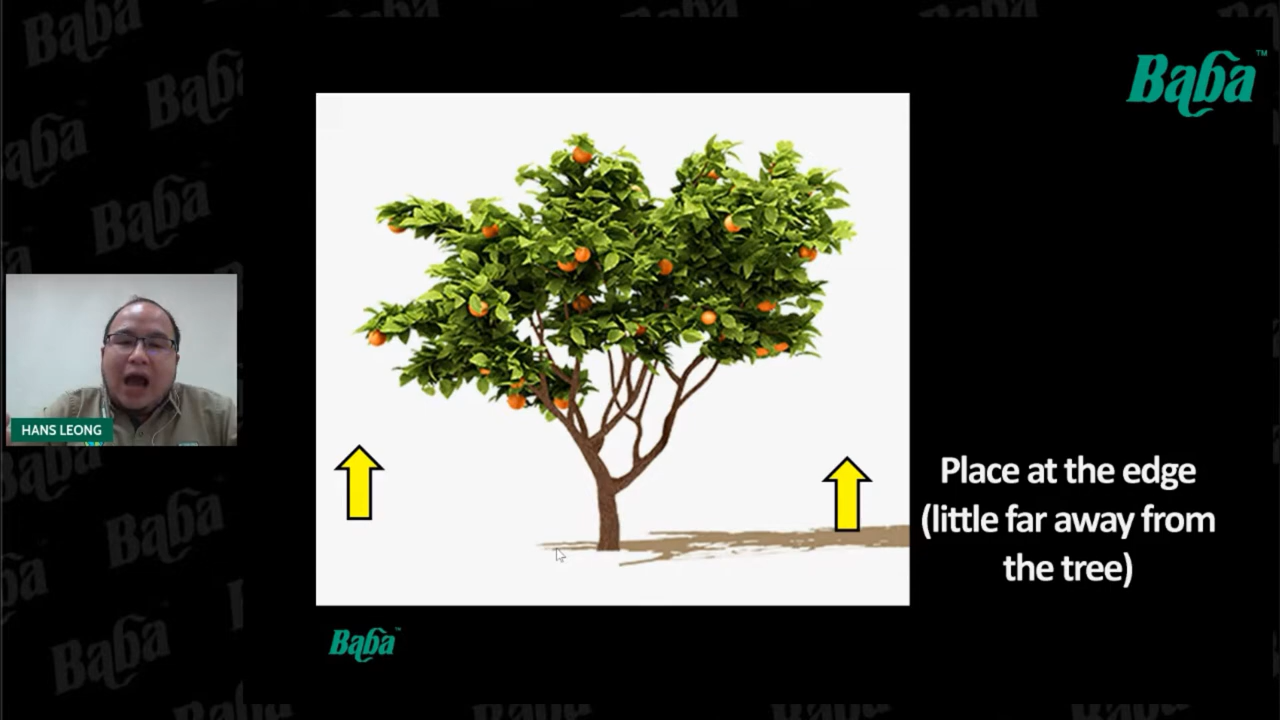 Baba™
HANS LEONG
Place at the edge
(little far away from
the tree)
Baba™